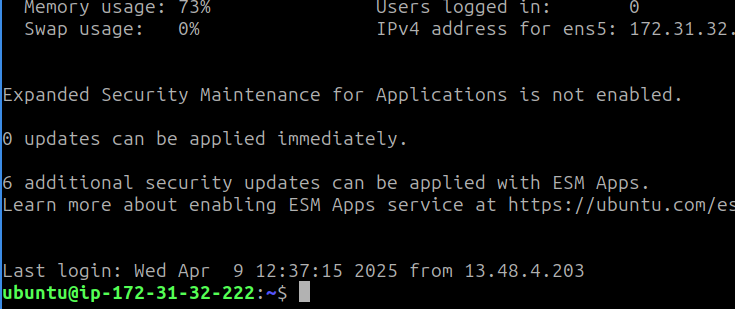 Memory usage: 73%                Users logged in:       0
Swap usage:   0%                 IPv4 address for ens5: 172.31.32.
Expanded Security Maintenance for Applications is not enabled.
0 updates can be applied immediately.
6 additional security updates can be applied with ESM Apps.
Learn more about enabling ESM Apps service at https://ubuntu.com/es
Last login: Wed Apr  9 12:37:15 2025 from 13.48.4.203
ubuntu@ip-172-31-32-222:~$